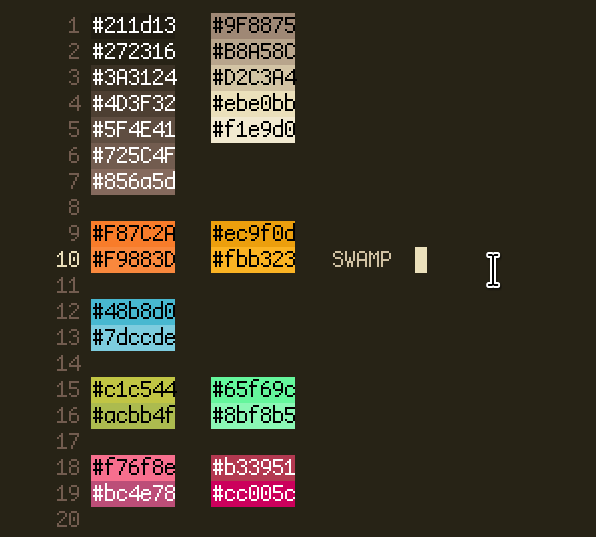 1 #211d13 #9F8875
2 #272316 #B8A58C
3 #3A3124 #D2C3A4
4 #4D3F32 #ebe0bb
5 #5F4E41 #f1e9d0
6 #725C4F
7 #856a5d
8
9 #F87C2A #ec9f0d
10 #F9883D #fbb323 SWAMP
11
12 #48b8d0
13 #7dccde
14
15 #c1c544 #65f69c
16 #acbb4f #8bf8b5
17
18 #f76f8e #b33951
19 #bc4e78 #cc005c
20